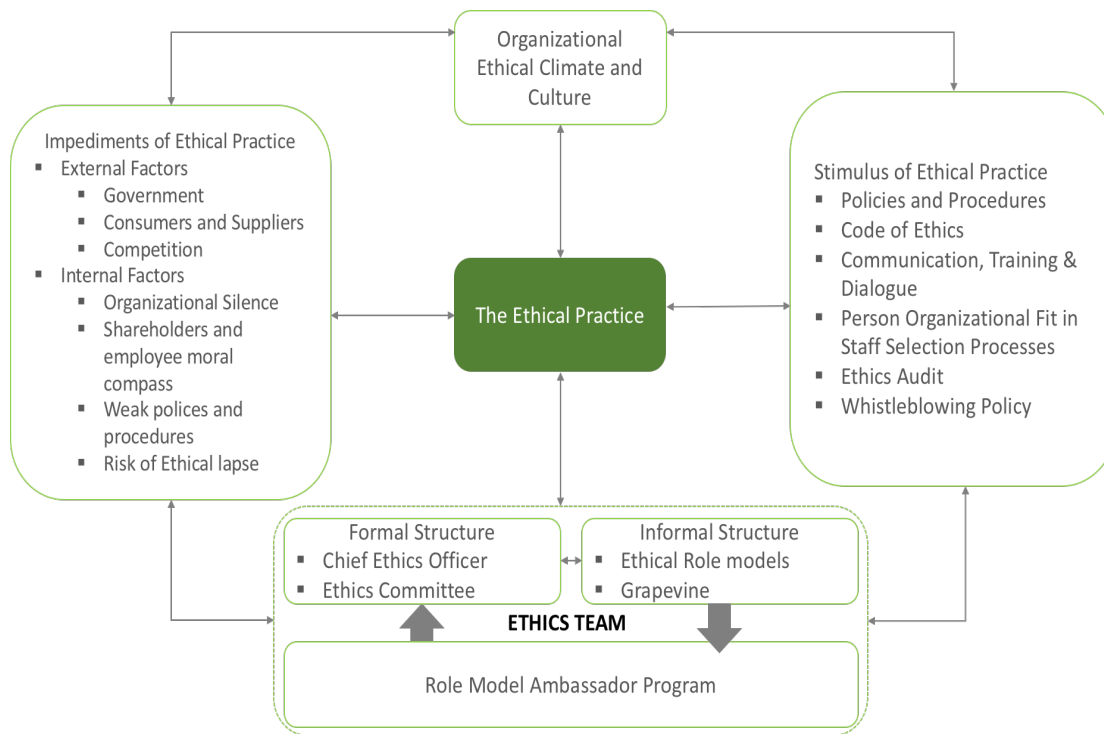 Organizational
Ethical Climate and
Culture
Impediments of Ethical Practice
▪ External Factors
▪ Government
▪ Consumers and Suppliers
▪ Competition
▪ Internal Factors
▪ Organizational Silence
▪ Shareholders and
employee moral
compass
▪ Weak polices and
procedures
▪ Risk of Ethical lapse
The Ethical Practice
Stimulus of Ethical Practice
▪ Policies and Procedures
▪ Code of Ethics
▪ Communication, Training &
Dialogue
▪ Person Organizational Fit in
Staff Selection Processes
▪ Ethics Audit
▪ Whistleblowing Policy
Formal Structure
▪ Chief Ethics Officer
▪ Ethics Committee
Informal Structure
▪ Ethical Role models
▪ Grapevine
ETHICS TEAM
Role Model Ambassador Program